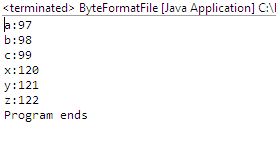 <terminated> ByteFormatFile [Java Application] C:\
a:97
b:98
c:99
x:120
y:121
z:122
Program ends